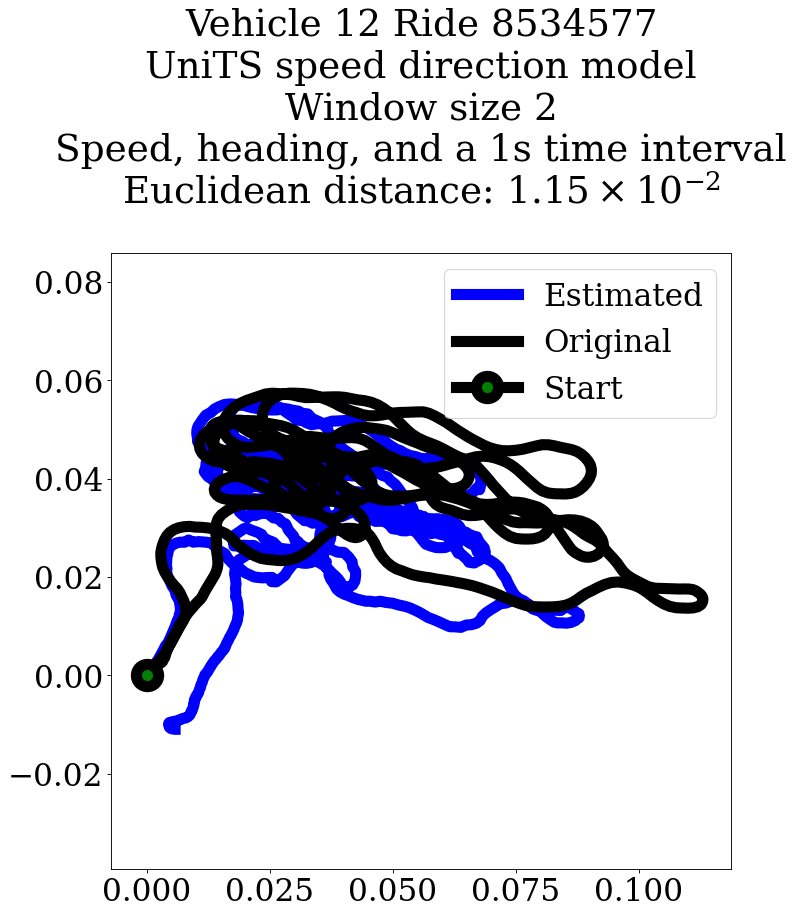 Vehicle 12 Ride 8534577
UniTS speed direction model
Window size 2
Speed, heading, and a 1s time interval
Euclidean distance: 1.15 × 10⁻²
Estimated
Original
Start
0.08
0.06
0.04
0.02
0.00
−0.02
0.000 0.025 0.050 0.075 0.100